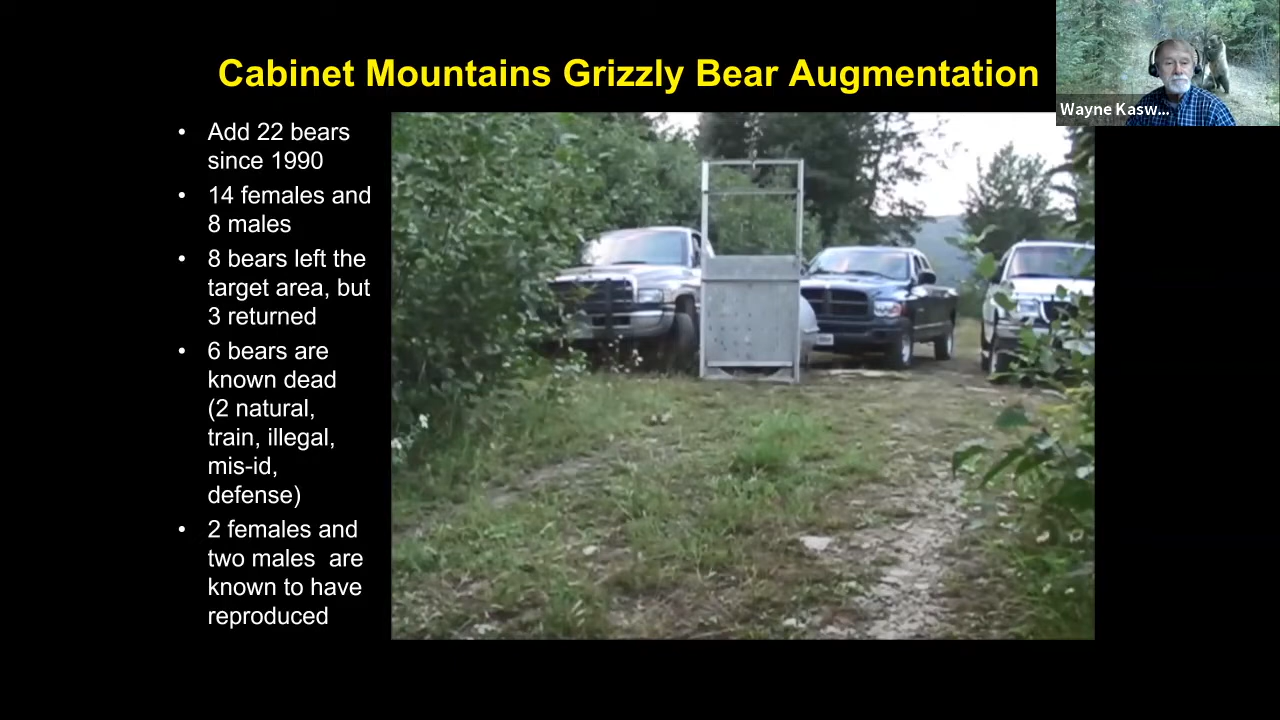 Cabinet Mountains Grizzly Bear Augmentation
Wayne Kasw...
• Add 22 bears
since 1990
• 14 females and
8 males
• 8 bears left the
target area, but
3 returned
• 6 bears are
known dead
(2 natural,
train, illegal,
mis-id,
defense)
• 2 females and
two males  are
known to have
reproduced